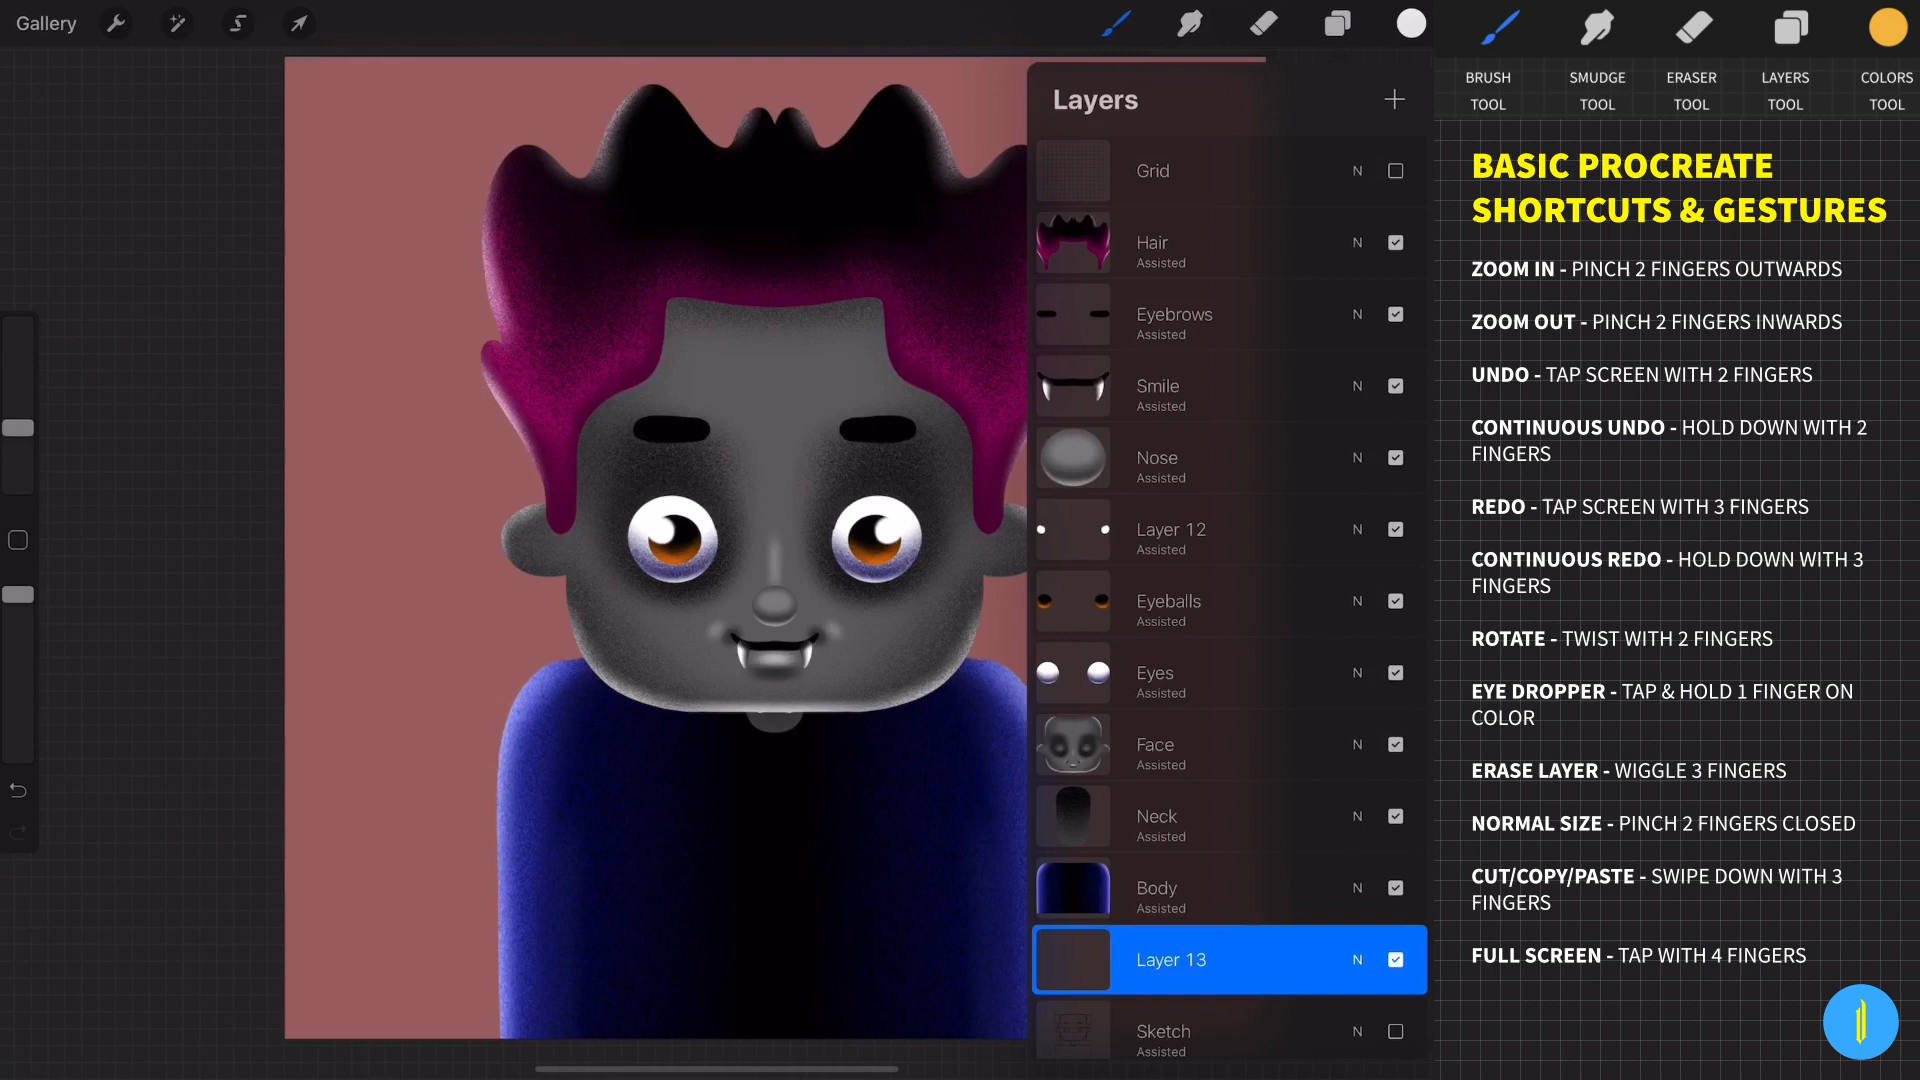 Gallery
Layers
Grid
N
Hair
Assisted
N
Eyebrows
Assisted
N
Smile
Assisted
N
Nose
Assisted
N
Layer 12
Assisted
N
Eyeballs
Assisted
N
Eyes
Assisted
N
Face
Assisted
N
Neck
Assisted
N
Body
Assisted
N
Layer 13
N
Sketch
Assisted
N
BRUSH
TOOL
SMUDGE
TOOL
ERASER
TOOL
LAYERS
TOOL
COLORS
TOOL
BASIC PROCREATE
SHORTCUTS & GESTURES
ZOOM IN - PINCH 2 FINGERS OUTWARDS
ZOOM OUT - PINCH 2 FINGERS INWARDS
UNDO - TAP SCREEN WITH 2 FINGERS
CONTINUOUS UNDO - HOLD DOWN WITH 2
FINGERS
REDO - TAP SCREEN WITH 3 FINGERS
CONTINUOUS REDO - HOLD DOWN WITH 3
FINGERS
ROTATE - TWIST WITH 2 FINGERS
EYE DROPPER - TAP & HOLD 1 FINGER ON
COLOR
ERASE LAYER - WIGGLE 3 FINGERS
NORMAL SIZE - PINCH 2 FINGERS CLOSED
CUT/COPY/PASTE - SWIPE DOWN WITH 3
FINGERS
FULL SCREEN - TAP WITH 4 FINGERS